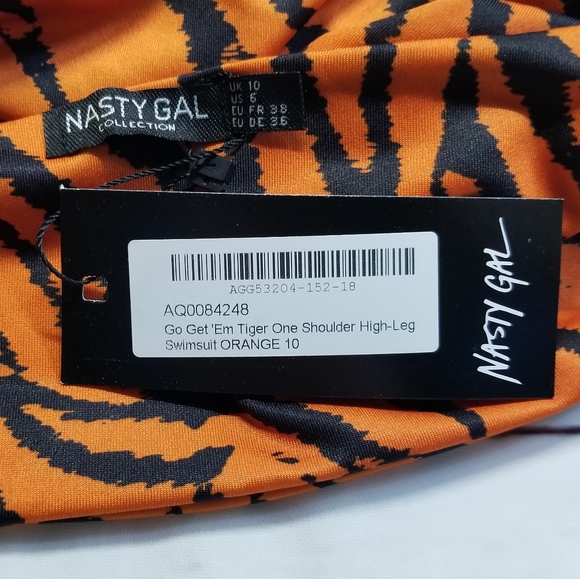 NASTY GAL
COLLECTION
UK 10
US 6
EU FR 38
EU DE 36
AGG53204-152-18
AQ0084248
Go Get 'Em Tiger One Shoulder High-Leg
Swimsuit ORANGE 10
NASTY GAL